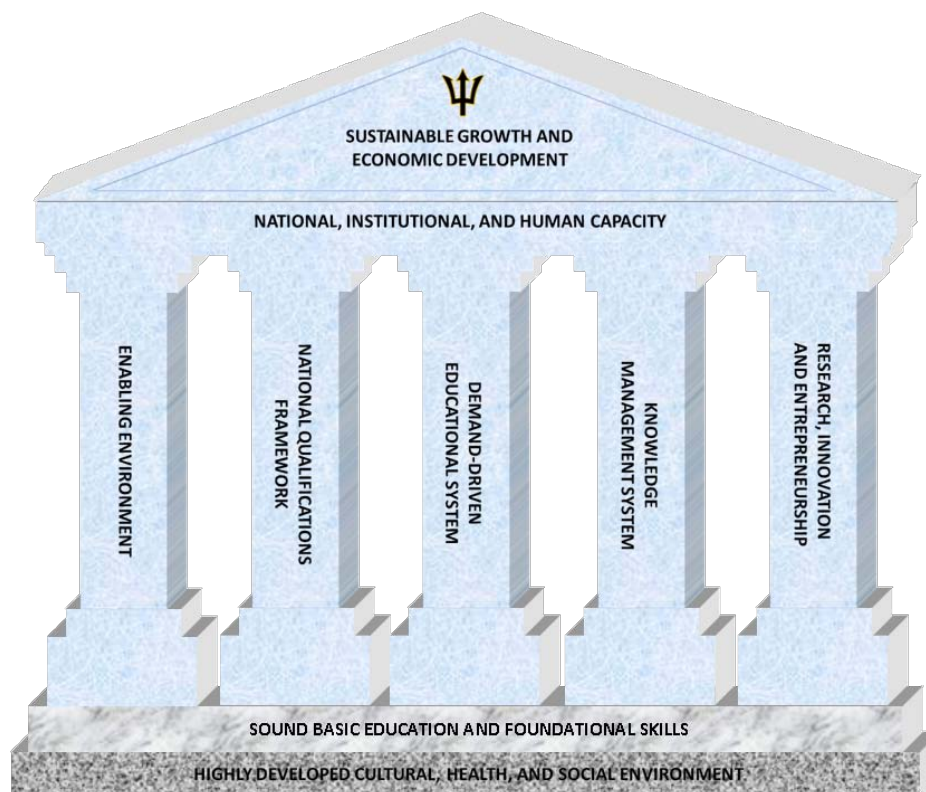 SUSTAINABLE GROWTH AND
ECONOMIC DEVELOPMENT
NATIONAL, INSTITUTIONAL, AND HUMAN CAPACITY
ENABLING ENVIRONMENT
NATIONAL QUALIFICATIONS
FRAMEWORK
DEMAND-DRIVEN
EDUCATIONAL SYSTEM
KNOWLEDGE
MANAGEMENT SYSTEM
RESEARCH, INNOVATION
AND ENTREPRENEURSHIP
SOUND BASIC EDUCATION AND FOUNDATIONAL SKILLS
HIGHLY DEVELOPED CULTURAL, HEALTH, AND SOCIAL ENVIRONMENT